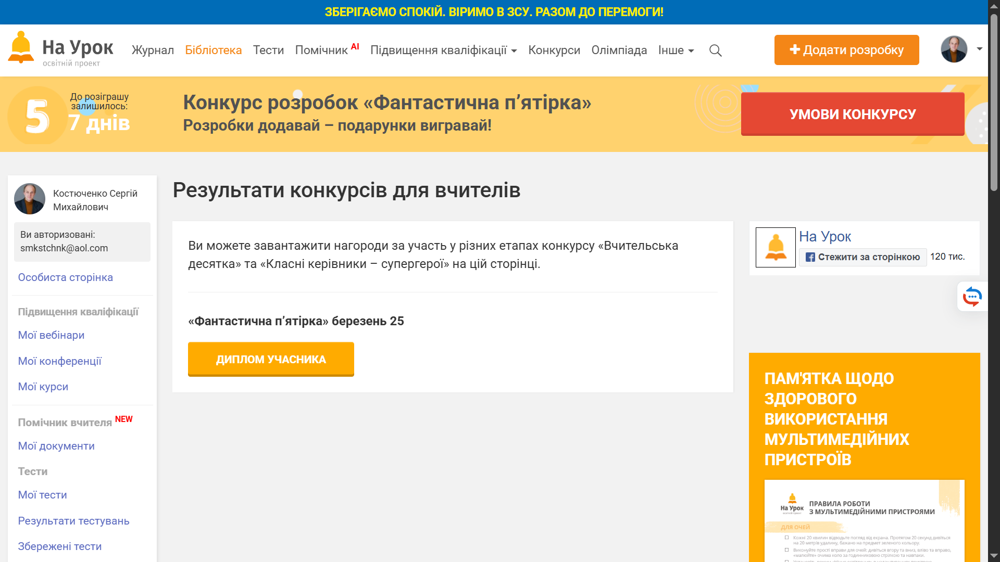 ЗБЕРІГАЄМО СПОКІЙ. ВІРИМО В ЗСУ. РАЗОМ ДО ПЕРЕМОГИ!
На Урок
освітній проект
Журнал
Бібліотека
Тести
Помічник AI
Підвищення кваліфікації
Конкурси
Олімпіада
Інше
Додати розробку
5
До розіграшу
залишилось:
7 днів
Конкурс розробок «Фантастична п’ятірка»
Розробки додавай – подарунки вигравай!
УМОВИ КОНКУРСУ
Костюченко Сергій
Михайлович
Ви авторизовані:
smkstchnk@aol.com
Особиста сторінка
Підвищення кваліфікації
Мої вебінари
Мої конференції
Мої курси
Помічник вчителя NEW
Мої документи
Тести
Мої тести
Результати тестувань
Збережені тести
Результати конкурсів для вчителів
Ви можете завантажити нагороди за участь у різних етапах конкурсу «Вчительська
десятка» та «Класні керівники – супергерої» на цій сторінці.
«Фантастична п’ятірка» березень 25
ДИПЛОМ УЧАСНИКА
На Урок
Стежити за сторінкою
120 тис.
ПАМ'ЯТКА ЩОДО
ЗДОРОВОГО
ВИКОРИСТАННЯ
МУЛЬТИМЕДІЙНИХ
ПРИСТРОЇВ
На Урок
освітній проект
ПРАВИЛА РОБОТИ
З МУЛЬТИМЕДІЙНИМИ ПРИСТРОЯМИ
ДЛЯ ОЧЕЙ
Кожні 20 хвилин відводьте погляд від екрана. Протягом 20 секунд дивіться
на 20 метрів удалину, бажано на предмет зеленого кольору.
Виконуйте прості вправи для очей: дивіться вгору та вниз, вліво та вправо,
«малюйте» очима коло за годинниковою стрілкою та навпаки.